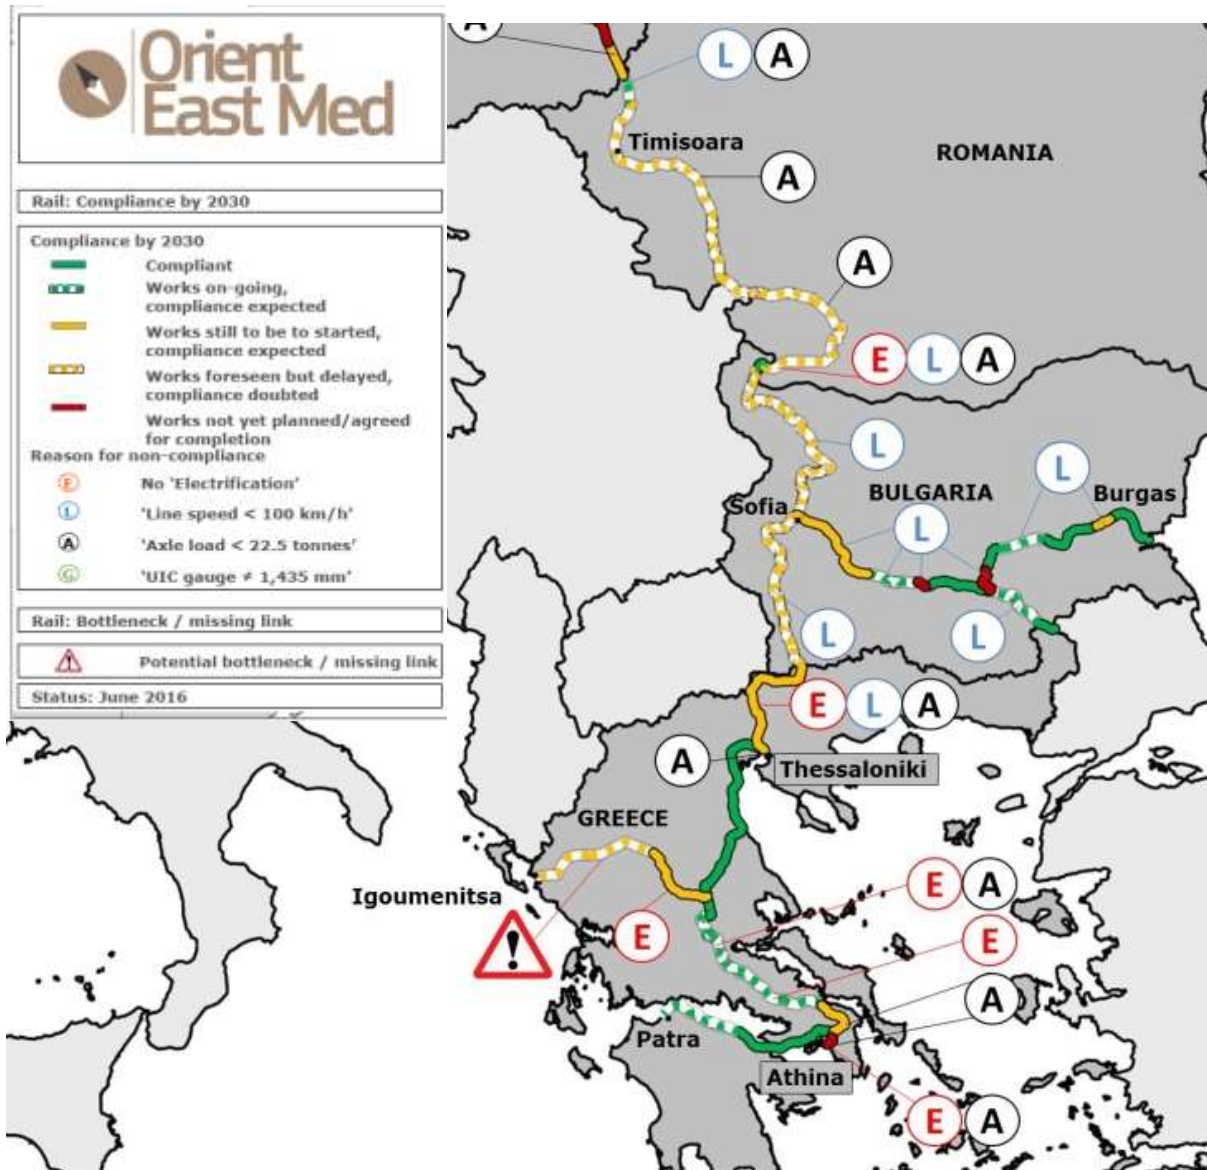 Orient
East Med
Rail: Compliance by 2030
Compliance by 2030
Compliant
Works on-going,
compliance expected
Works still to be to started,
compliance expected
Works foreseen but delayed,
compliance doubted
Works not yet planned/agreed
for completion
Reason for non-compliance
E No 'Electrification'
L 'Line speed < 100 km/h'
A 'Axle load < 22.5 tonnes'
G 'UIC gauge ≠ 1,435 mm'
Rail: Bottleneck / missing link
! Potential bottleneck / missing link
Status: June 2016
A
L A
Timisoara
ROMANIA
A
A
E L A
L
L
BULGARIA
Burgas
Sofia
L
L
L
E L A
A
Thessaloniki
GREECE
E A
Igoumenitsa
!
E
E
A
Patra
Athina
E A